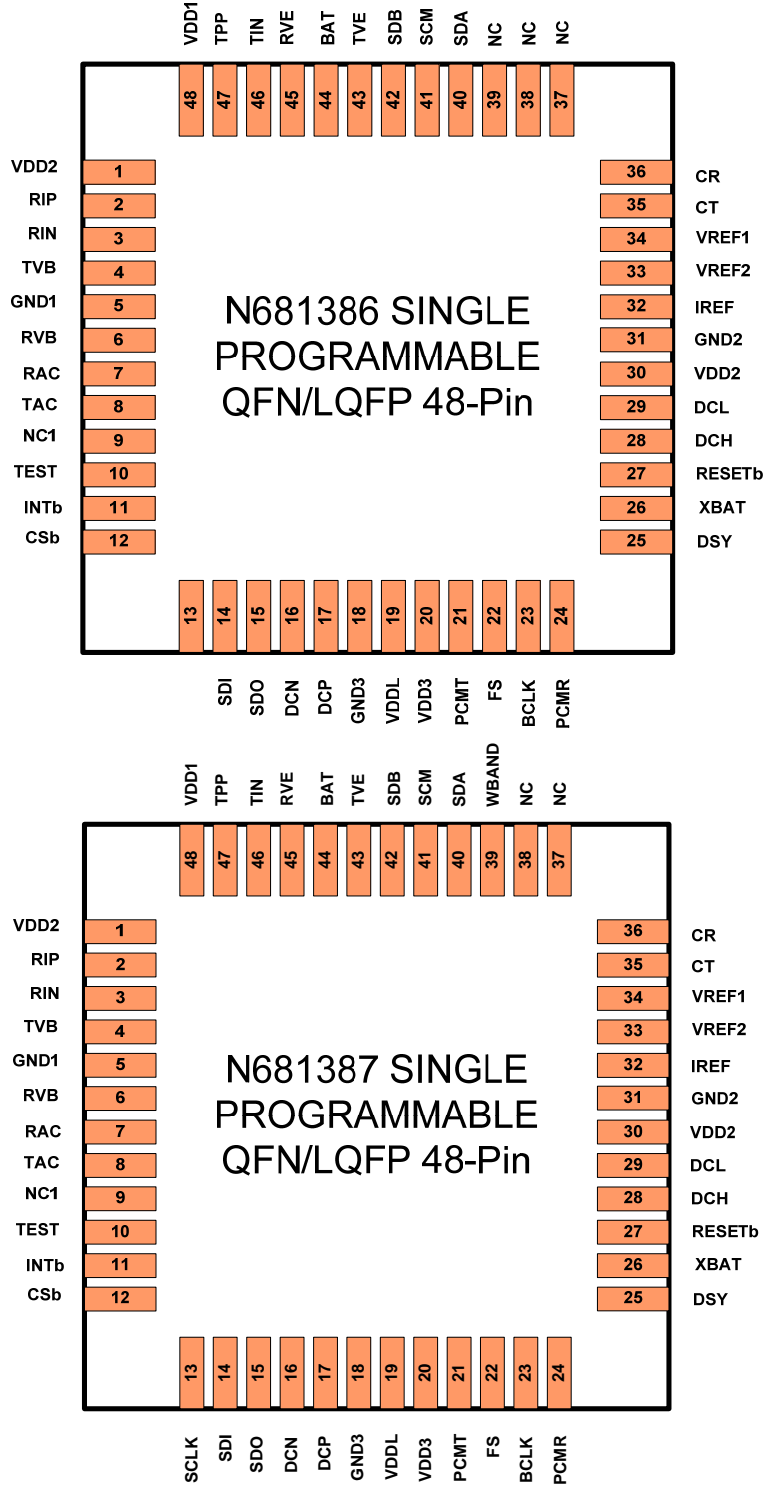 VDD1 TPP TIN RVE BAT TVE SDB SCM SDA NC NC NC
48 47 46 45 44 43 42 41 40 39 38 37
VDD2 1 36 CR
RIP 2 35 CT
RIN 3 34 VREF1
TVB 4 33 VREF2
GND1 5 32 IREF
RVB 6 31 GND2
RAC 7 30 VDD2
TAC 8 29 DCL
NC1 9 28 DCH
TEST 10 27 RESETb
INTb 11 26 XBAT
CSb 12 25 DSY
N681386 SINGLE
PROGRAMMABLE
QFN/LQFP 48-Pin
13 14 15 16 17 18 19 20 21 22 23 24
SDI SDO DCN DCP GND3 VDDL VDD3 PCMT FS BCLK PCMR
VDD1 TPP TIN RVE BAT TVE SDB SCM SDA WBAND NC NC
48 47 46 45 44 43 42 41 40 39 38 37
VDD2 1 36 CR
RIP 2 35 CT
RIN 3 34 VREF1
TVB 4 33 VREF2
GND1 5 32 IREF
RVB 6 31 GND2
RAC 7 30 VDD2
TAC 8 29 DCL
NC1 9 28 DCH
TEST 10 27 RESETb
INTb 11 26 XBAT
CSb 12 25 DSY
N681387 SINGLE
PROGRAMMABLE
QFN/LQFP 48-Pin
13 14 15 16 17 18 19 20 21 22 23 24
SCLK SDI SDO DCN DCP GND3 VDDL VDD3 PCMT FS BCLK PCMR